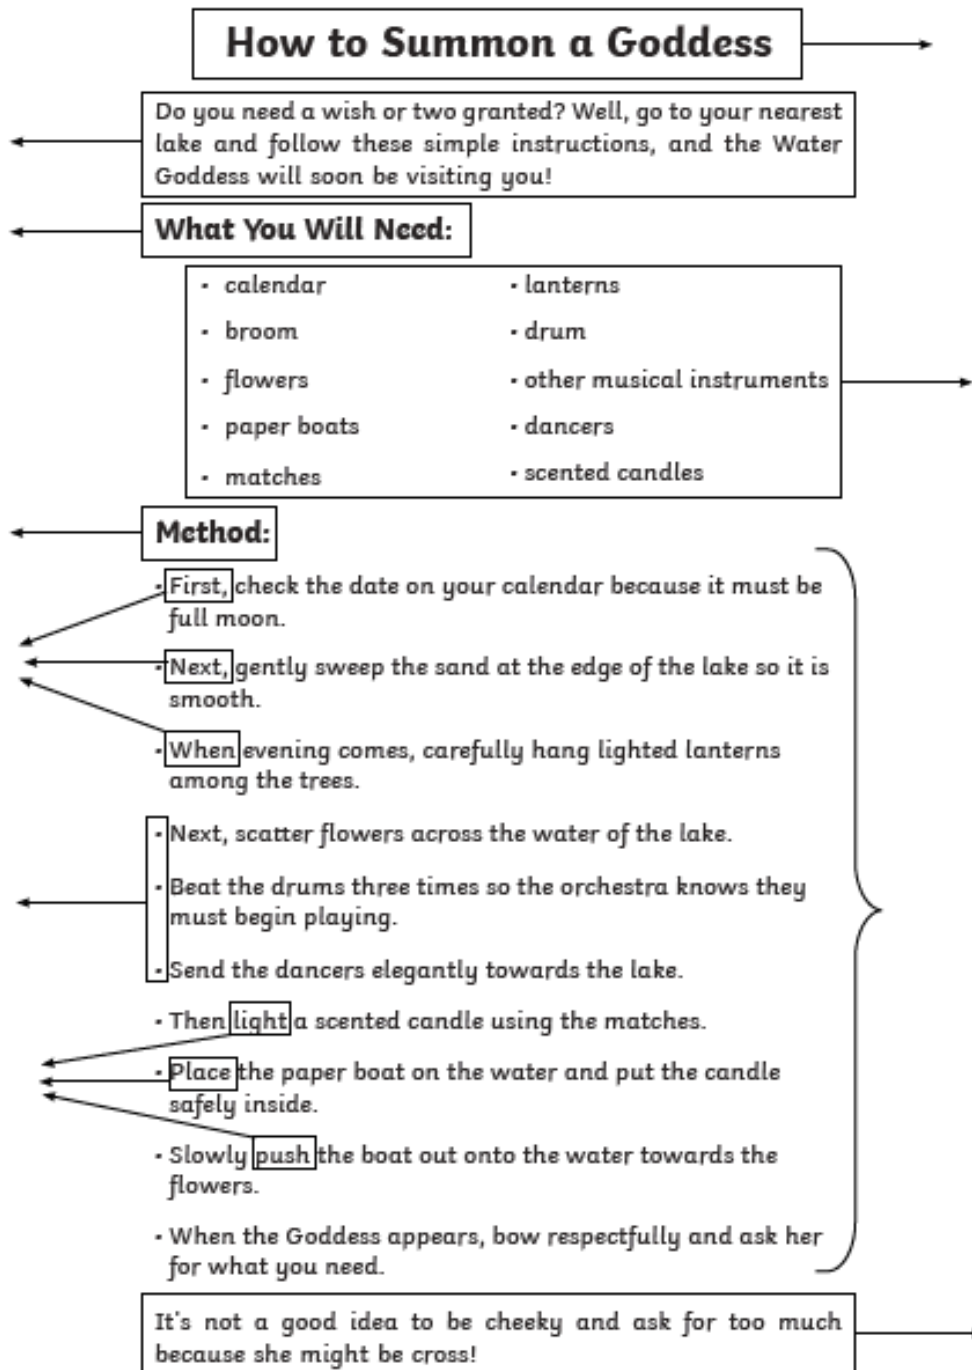 How to Summon a Goddess
Do you need a wish or two granted? Well, go to your nearest
lake and follow these simple instructions, and the Water
Goddess will soon be visiting you!
What You Will Need:
• calendar
• broom
• flowers
• paper boats
• matches
• lanterns
• drum
• other musical instruments
• dancers
• scented candles
Method:
• First, check the date on your calendar because it must be
full moon.
• Next, gently sweep the sand at the edge of the lake so it is
smooth.
• When evening comes, carefully hang lighted lanterns
among the trees.
• Next, scatter flowers across the water of the lake.
• Beat the drums three times so the orchestra knows they
must begin playing.
• Send the dancers elegantly towards the lake.
• Then light a scented candle using the matches.
• Place the paper boat on the water and put the candle
safely inside.
• Slowly push the boat out onto the water towards the
flowers.
• When the Goddess appears, bow respectfully and ask her
for what you need.
It's not a good idea to be cheeky and ask for too much
because she might be cross!